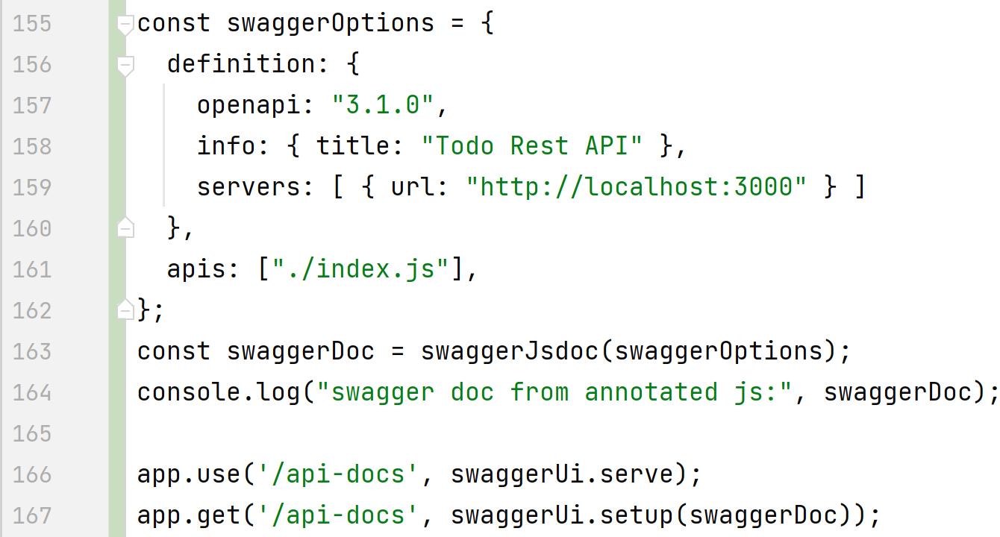 155 const swaggerOptions = {
156   definition: {
157     openapi: "3.1.0",
158     info: { title: "Todo Rest API" },
159     servers: [ { url: "http://localhost:3000" } ]
160   },
161   apis: ["./index.js"],
162 };
163 const swaggerDoc = swaggerJsdoc(swaggerOptions);
164 console.log("swagger doc from annotated js:", swaggerDoc);
165
166 app.use('/api-docs', swaggerUi.serve);
167 app.get('/api-docs', swaggerUi.setup(swaggerDoc));